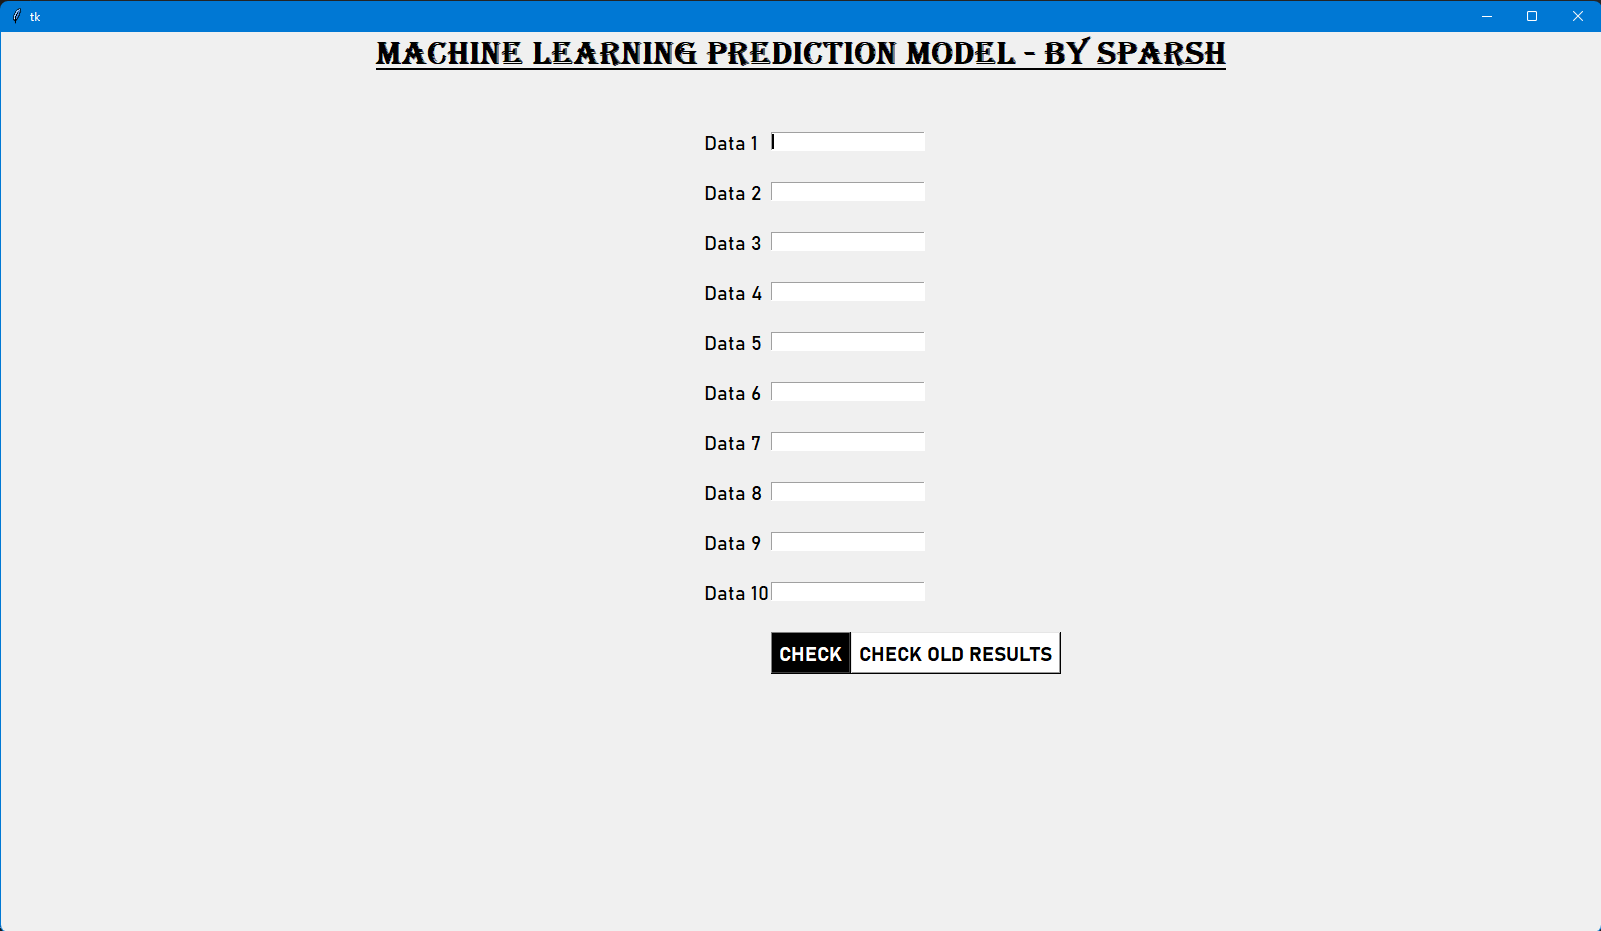 tk
MACHINE LEARNING PREDICTION MODEL - BY SPARSH
Data 1
Data 2
Data 3
Data 4
Data 5
Data 6
Data 7
Data 8
Data 9
Data 10
CHECK CHECK OLD RESULTS